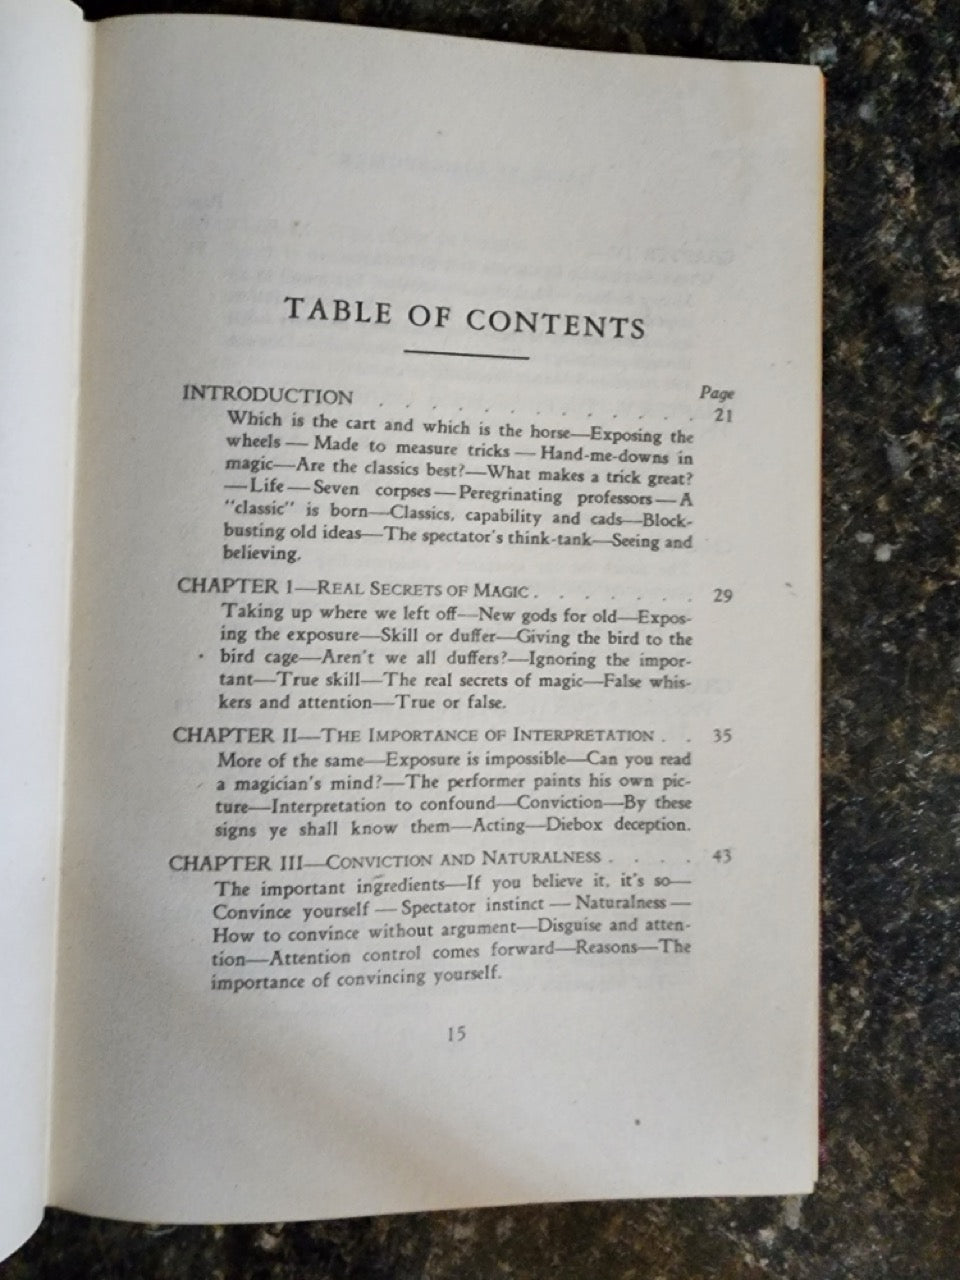 TABLE OF CONTENTS
Page
INTRODUCTION . . . . . . . . . . . . . 21
Which is the cart and which is the horse—Exposing the
wheels — Made to measure tricks — Hand-me-downs in
magic—Are the classics best?—What makes a trick great?
—Life—Seven corpses—Peregrinating professors—A
"classic" is born—Classics, capability and cads—Block-
busting old ideas—The spectator's think-tank—Seeing and
believing.
CHAPTER I—REAL SECRETS OF MAGIC . . . . . . . . 29
Taking up where we left off—New gods for old—Expos-
ing the exposure—Skill or duffer—Giving the bird to the
bird cage—Aren't we all duffers?—Ignoring the impor-
tant—True skill—The real secrets of magic—False whis-
kers and attention—True or false.
CHAPTER II—THE IMPORTANCE OF INTERPRETATION . . 35
More of the same—Exposure is impossible—Can you read
a magician's mind?—The performer paints his own pic-
ture—Interpretation to confound—Conviction—By these
signs ye shall know them—Acting—Diebox deception.
CHAPTER III—CONVICTION AND NATURALNESS . . . . 43
The important ingredients—If you believe it, it's so—
Convince yourself — Spectator instinct — Naturalness —
How to convince without argument—Disguise and atten-
tion—Attention control comes forward—Reasons—The
importance of convincing yourself.
15